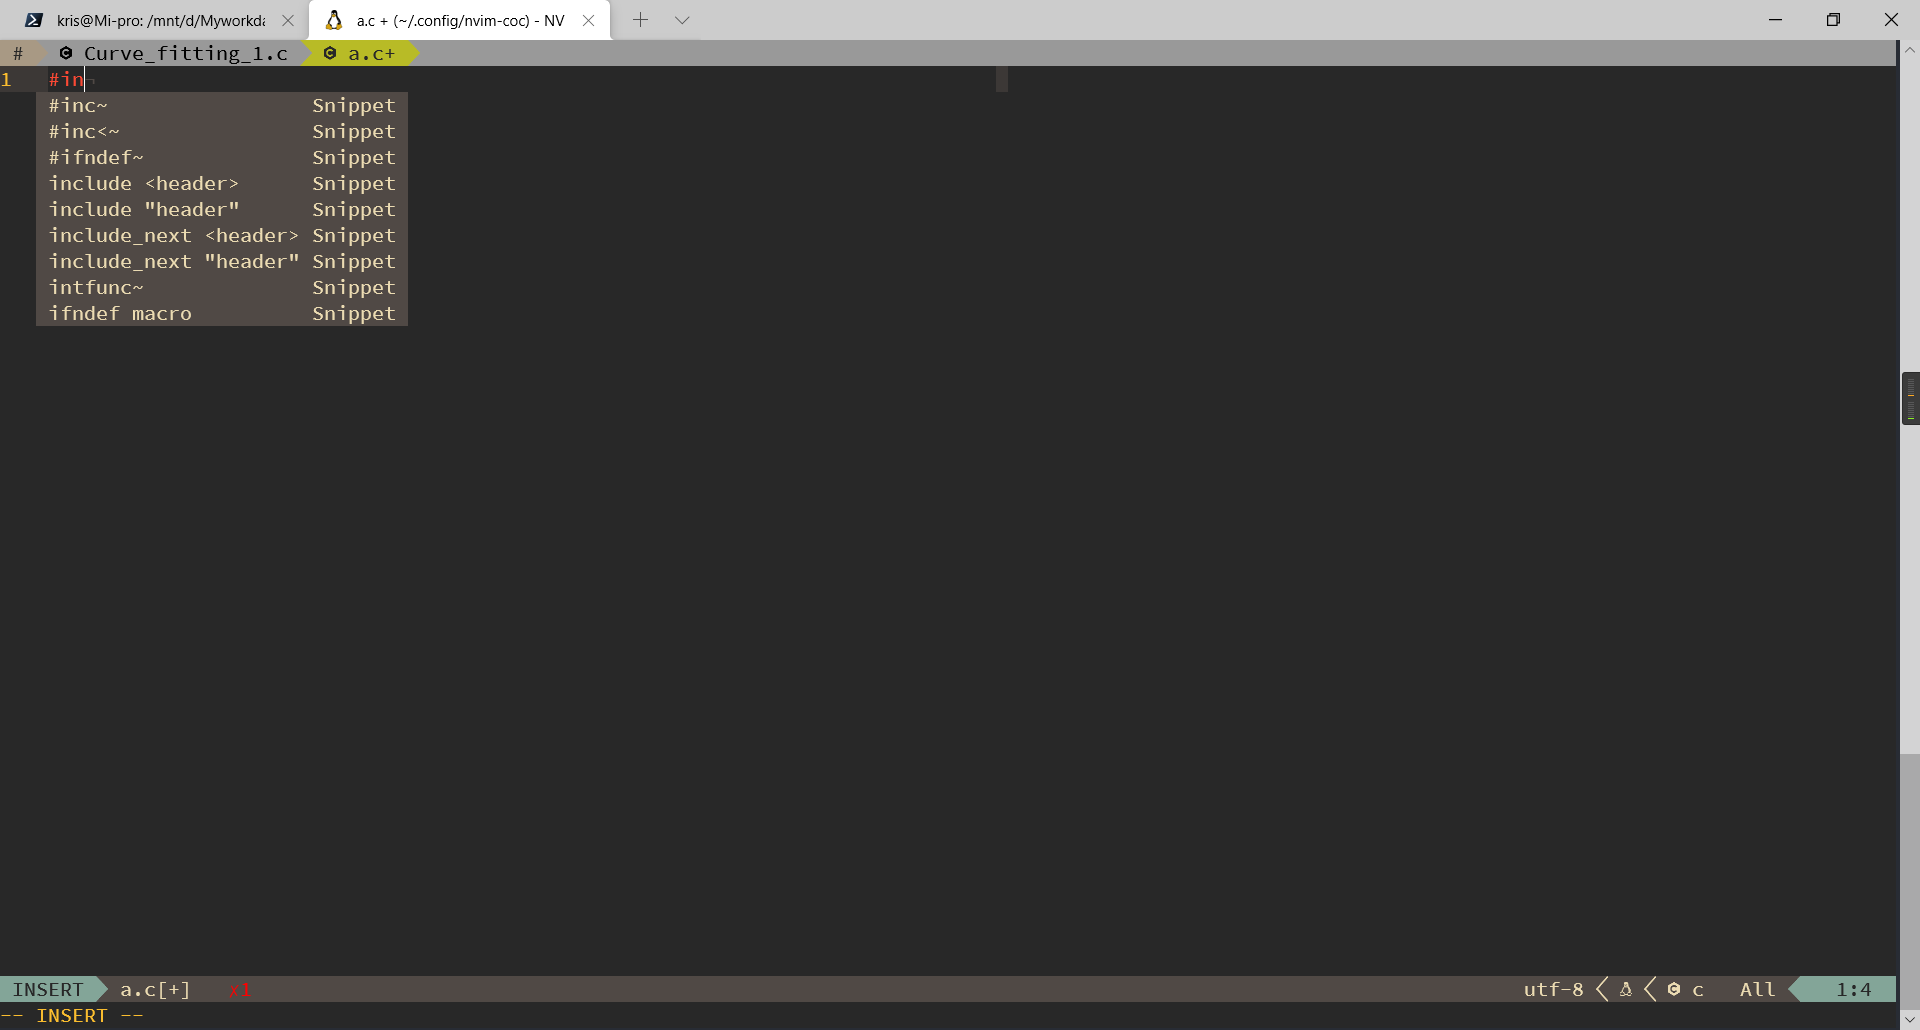 kris@Mi-pro: /mnt/d/Myworkda
a.c + (~/.config/nvim-coc) - NV
# Curve_fitting_1.c a.c+
1 #in¬
#inc~ Snippet
#inc<~ Snippet
#ifndef~ Snippet
include <header> Snippet
include "header" Snippet
include_next <header> Snippet
include_next "header" Snippet
intfunc~ Snippet
ifndef macro Snippet
INSERT a.c[+] x1 utf-8 c All 1:4
-- INSERT --